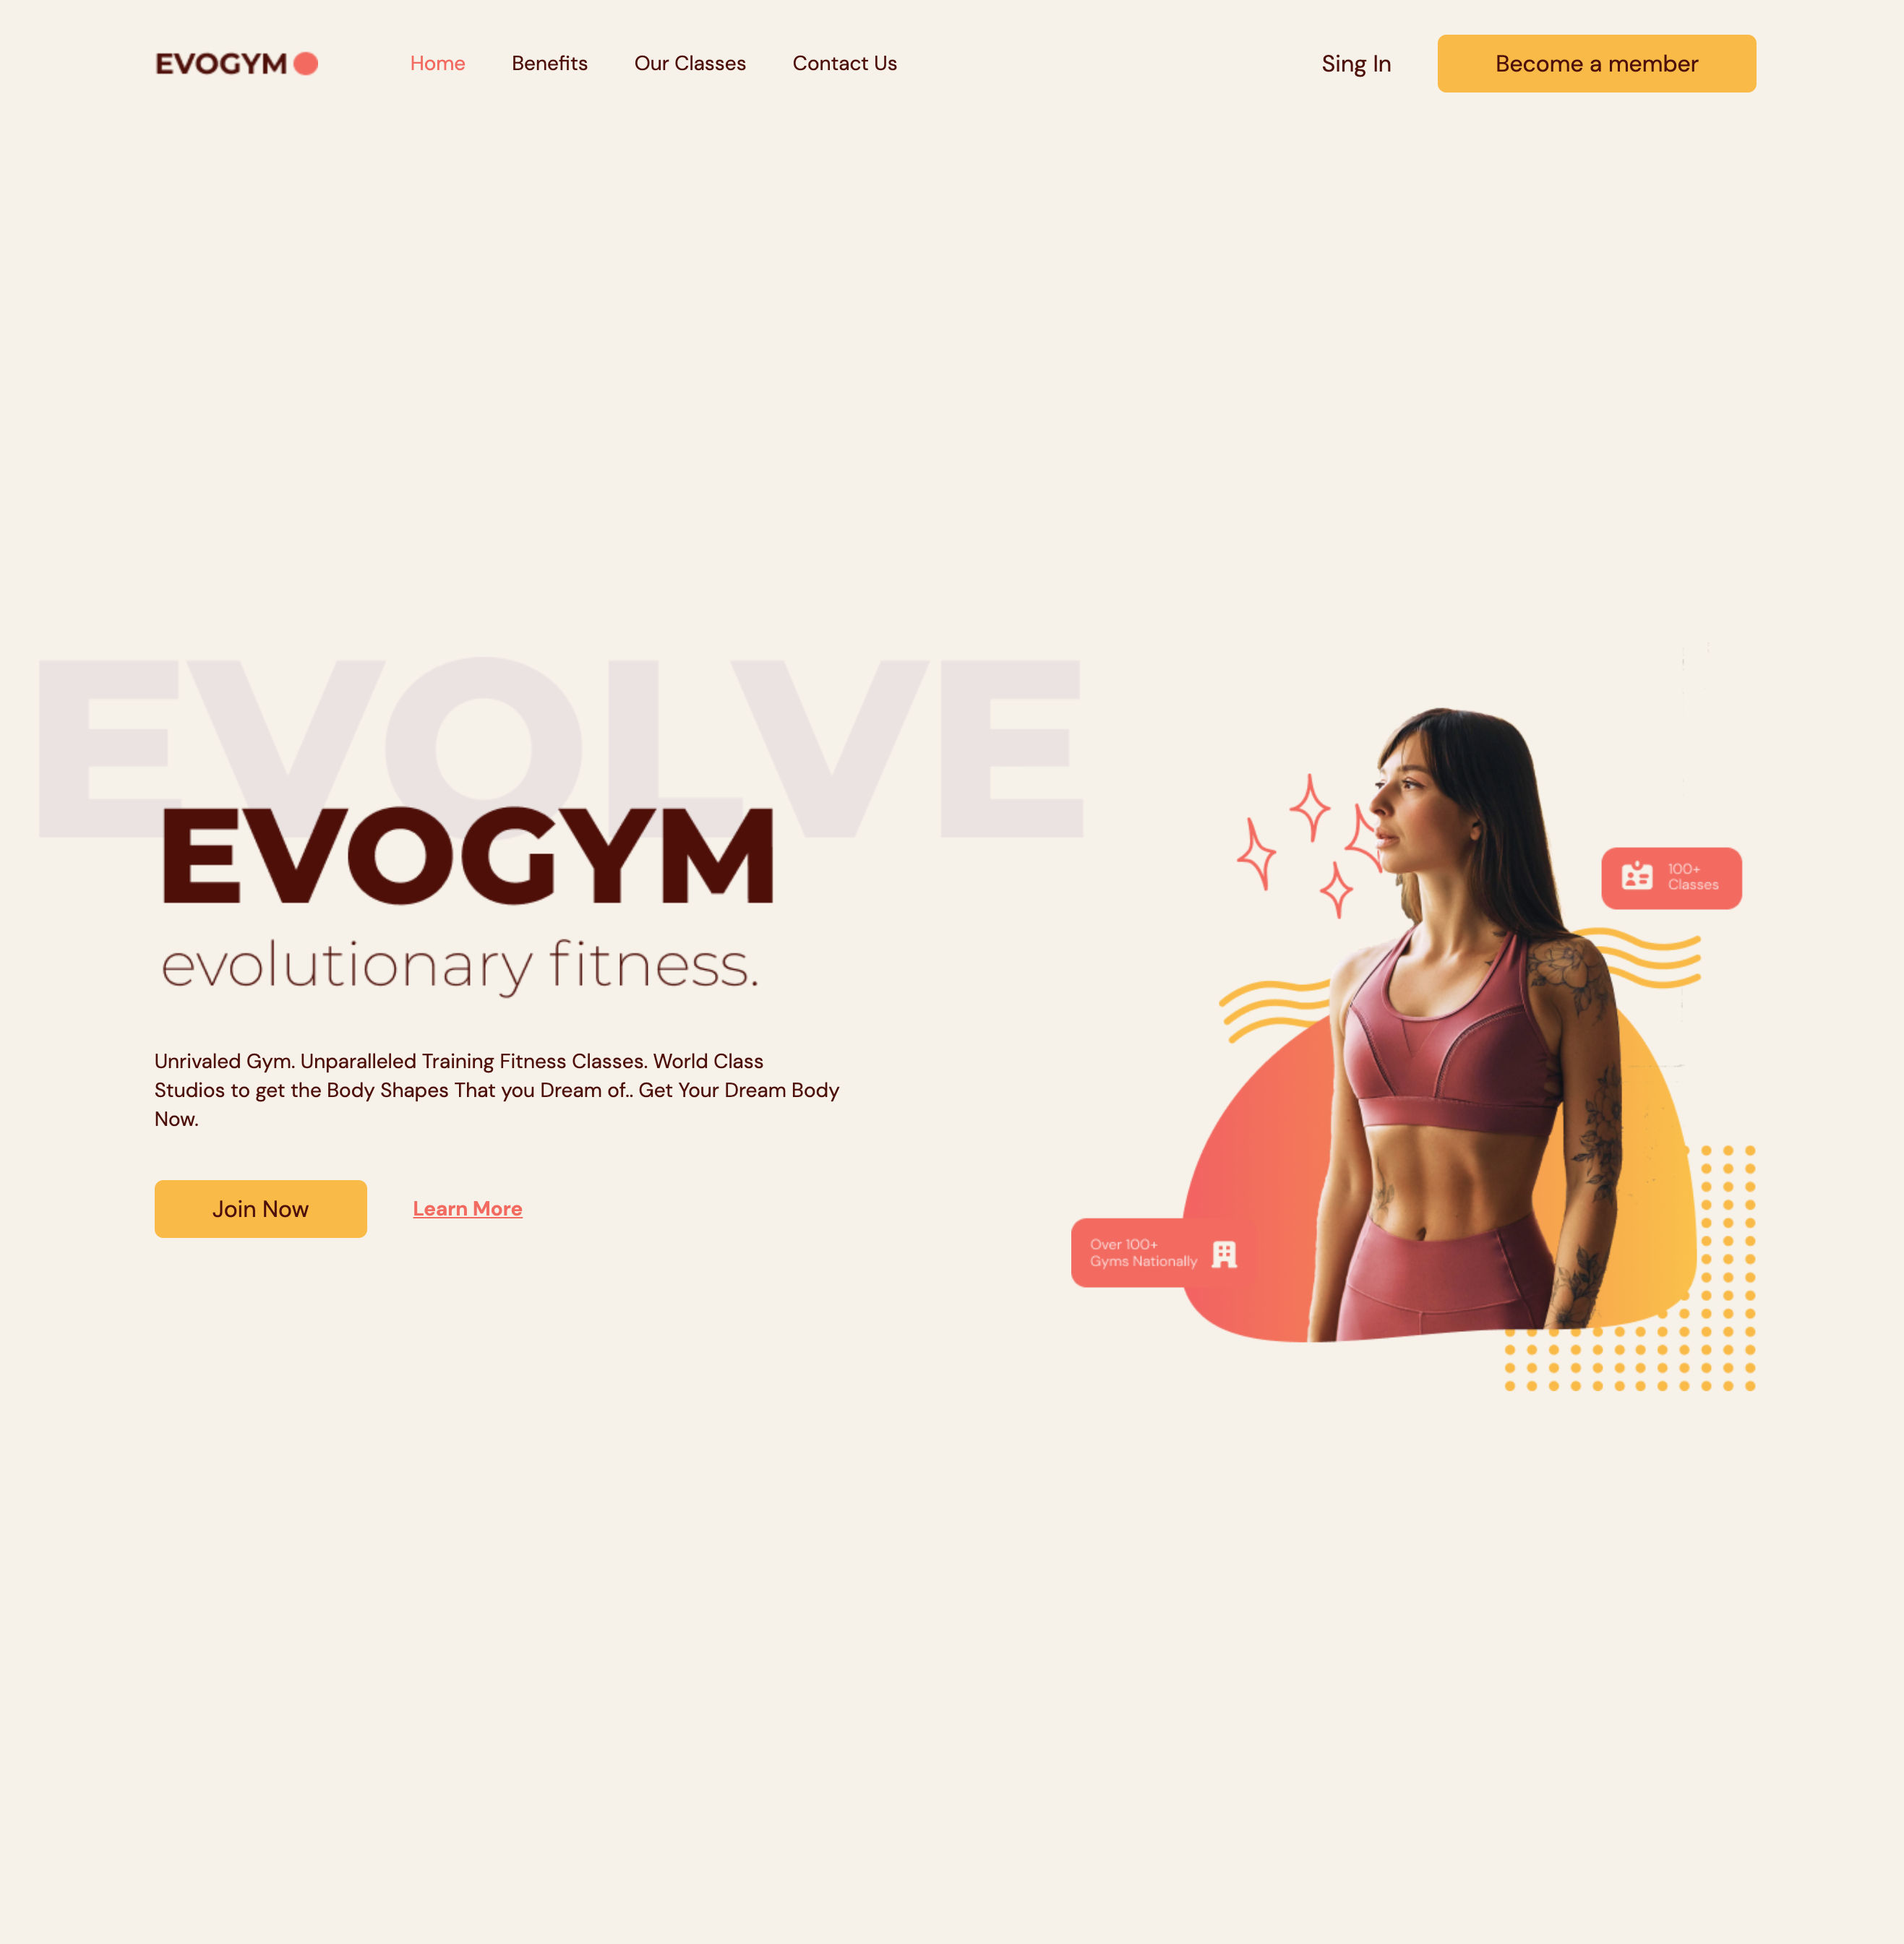 EVOGYM
Home
Benefits
Our Classes
Contact Us
Sing In
Become a member
EVOLVE
EVOGYM
evolutionary fitness.
Unrivaled Gym. Unparalleled Training Fitness Classes. World Class
Studios to get the Body Shapes That you Dream of.. Get Your Dream Body
Now.
Join Now
Learn More
100+
Classes
Over 100+
Gyms Nationally